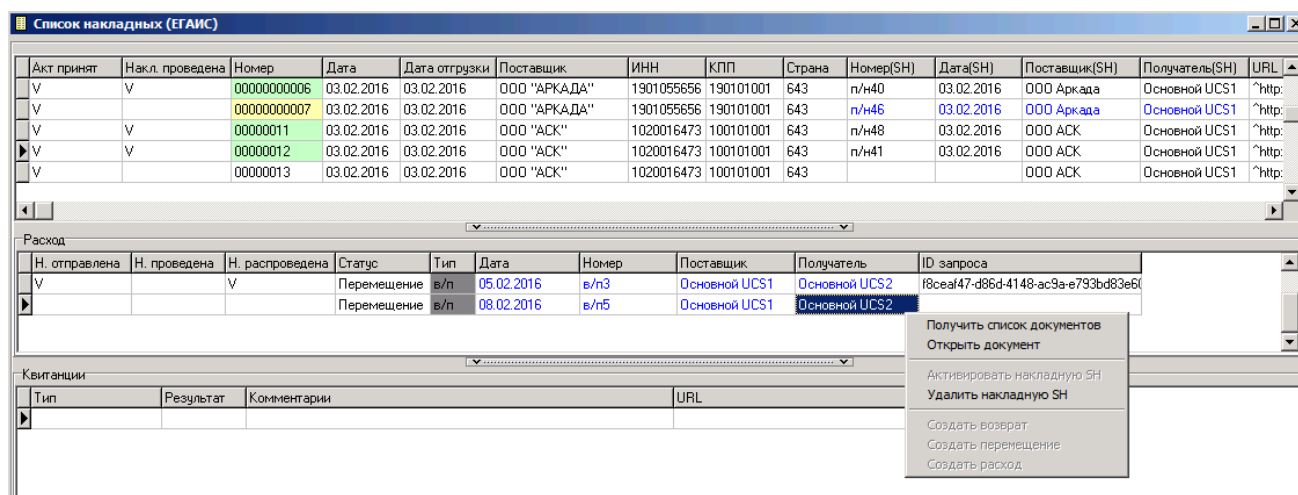 Список накладных (ЕГАИС)
Акт принят Накл. проведена Номер Дата Дата отгрузки Поставщик ИНН КПП Страна Номер(SH) Дата(SH) Поставщик(SH) Получатель(SH) URL
V V 00000000006 03.02.2016 03.02.2016 ООО "АРКАДА" 1901055656 190101001 643 п/н40 03.02.2016 ООО Аркада Основной UCS1 ^http:
V 00000000007 03.02.2016 03.02.2016 ООО "АРКАДА" 1901055656 190101001 643 п/н46 03.02.2016 ООО Аркада Основной UCS1 ^http:
V V 00000011 03.02.2016 03.02.2016 ООО "АСК" 1020016473 100101001 643 п/н48 03.02.2016 ООО АСК Основной UCS1 ^http:
V V 00000012 03.02.2016 03.02.2016 ООО "АСК" 1020016473 100101001 643 п/н41 03.02.2016 ООО АСК Основной UCS1 ^http:
V 00000013 03.02.2016 03.02.2016 ООО "АСК" 1020016473 100101001 643 ООО АСК Основной UCS1 ^http:
Расход
Н. отправлена Н. проведена Н. распроведена Статус Тип Дата Номер Поставщик Получатель ID запроса
V V Перемещение в/п 05.02.2016 в/п3 Основной UCS1 Основной UCS2 f8ceaf47-d86d-4148-ac9a-e793bd83e6
Перемещение в/п 08.02.2016 в/п5 Основной UCS1 Основной UCS2
Получить список документов
Открыть документ
Активировать накладную SH
Удалить накладную SH
Создать возврат
Создать перемещение
Создать расход
Квитанции
Тип Результат Комментарии URL